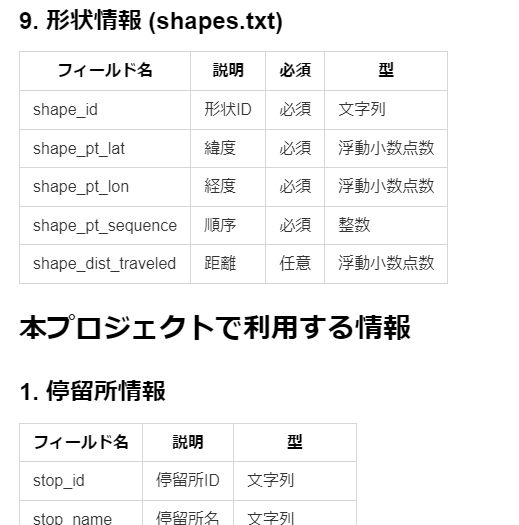 9. 形状情報 (shapes.txt)
フィールド名 説明 必須 型
shape_id 形状ID 必須 文字列
shape_pt_lat 緯度 必須 浮動小数点数
shape_pt_lon 経度 必須 浮動小数点数
shape_pt_sequence 順序 必須 整数
shape_dist_traveled 距離 任意 浮動小数点数
本プロジェクトで利用する情報
1. 停留所情報
フィールド名 説明 型
stop_id 停留所ID 文字列
stop_name 停留所名 文字列